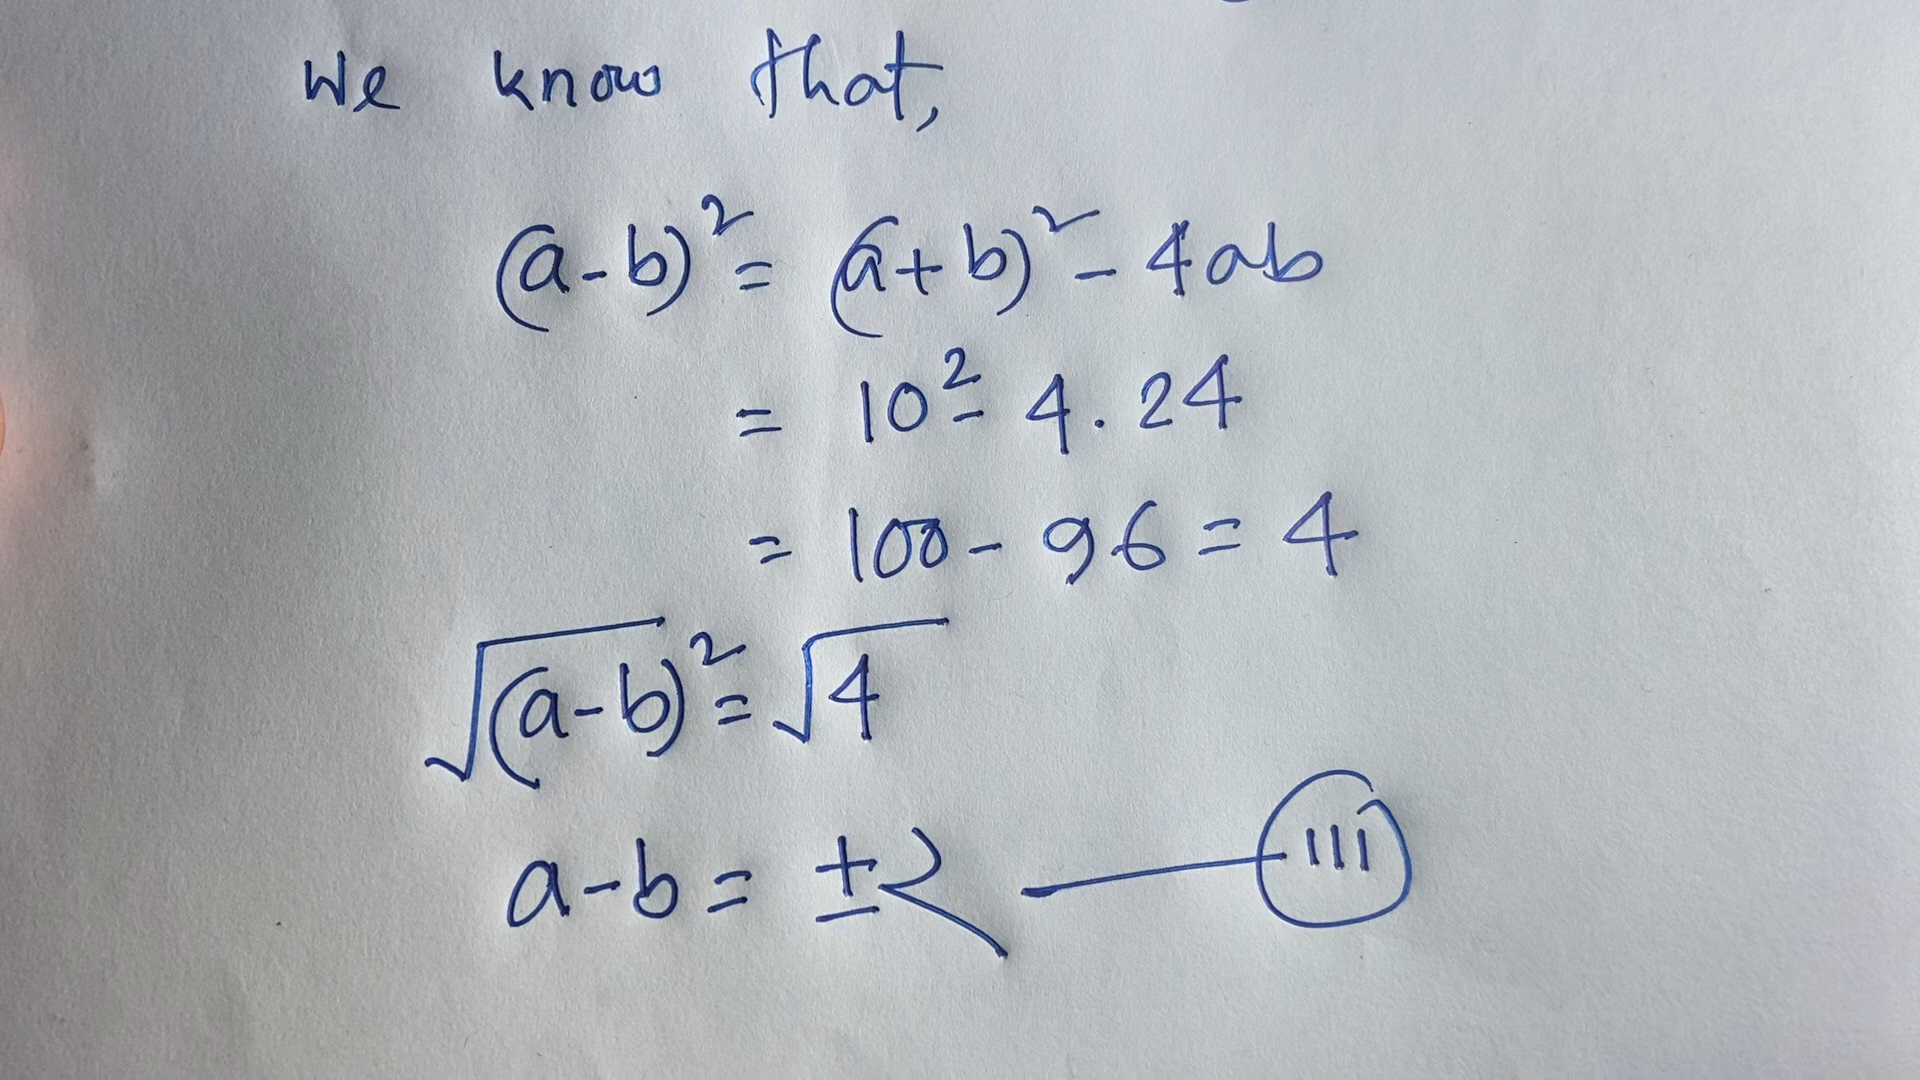 We know that,
(a-b)² = (a+b)² - 4ab
= 10² - 4.24
= 100 - 96 = 4
√(a-b)² = √4
a-b = ±2 — III